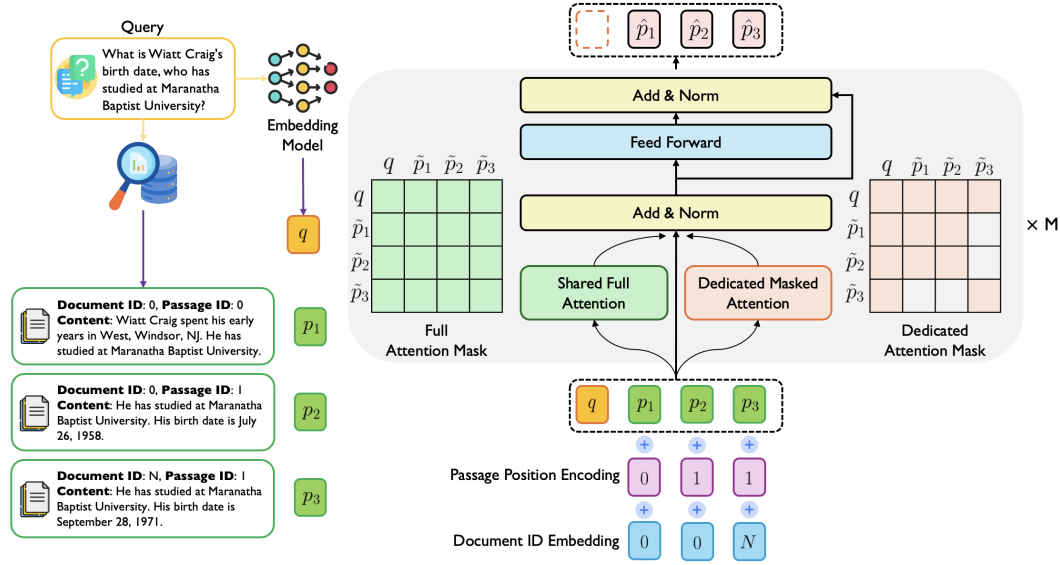 Query
What is Wiatt Craig's
birth date, who has
studied at Maranatha
Baptist University?
Embedding
Model
q
Document ID: 0, Passage ID: 0
Content: Wiatt Craig spent his early
years in West, Windsor, NJ. He has
studied at Maranatha Baptist University.
p₁
Document ID: 0, Passage ID: 1
Content: He has studied at Maranatha
Baptist University. His birth date is July
26, 1958.
p₂
Document ID: N, Passage ID: 1
Content: He has studied at Maranatha
Baptist University. His birth date is
September 28, 1971.
p₃
p̂₁ p̂₂ p̂₃
Add & Norm
Feed Forward
Add & Norm
Shared Full
Attention
Dedicated Masked
Attention
q p̃₁ p̃₂ p̃₃
q
p̃₁
p̃₂
p̃₃
Full
Attention Mask
q p̃₁ p̃₂ p̃₃
q
p̃₁
p̃₂
p̃₃
Dedicated
Attention Mask
× M
q p₁ p₂ p₃
+ + +
Passage Position Encoding 0 1 1
+ + +
Document ID Embedding 0 0 N